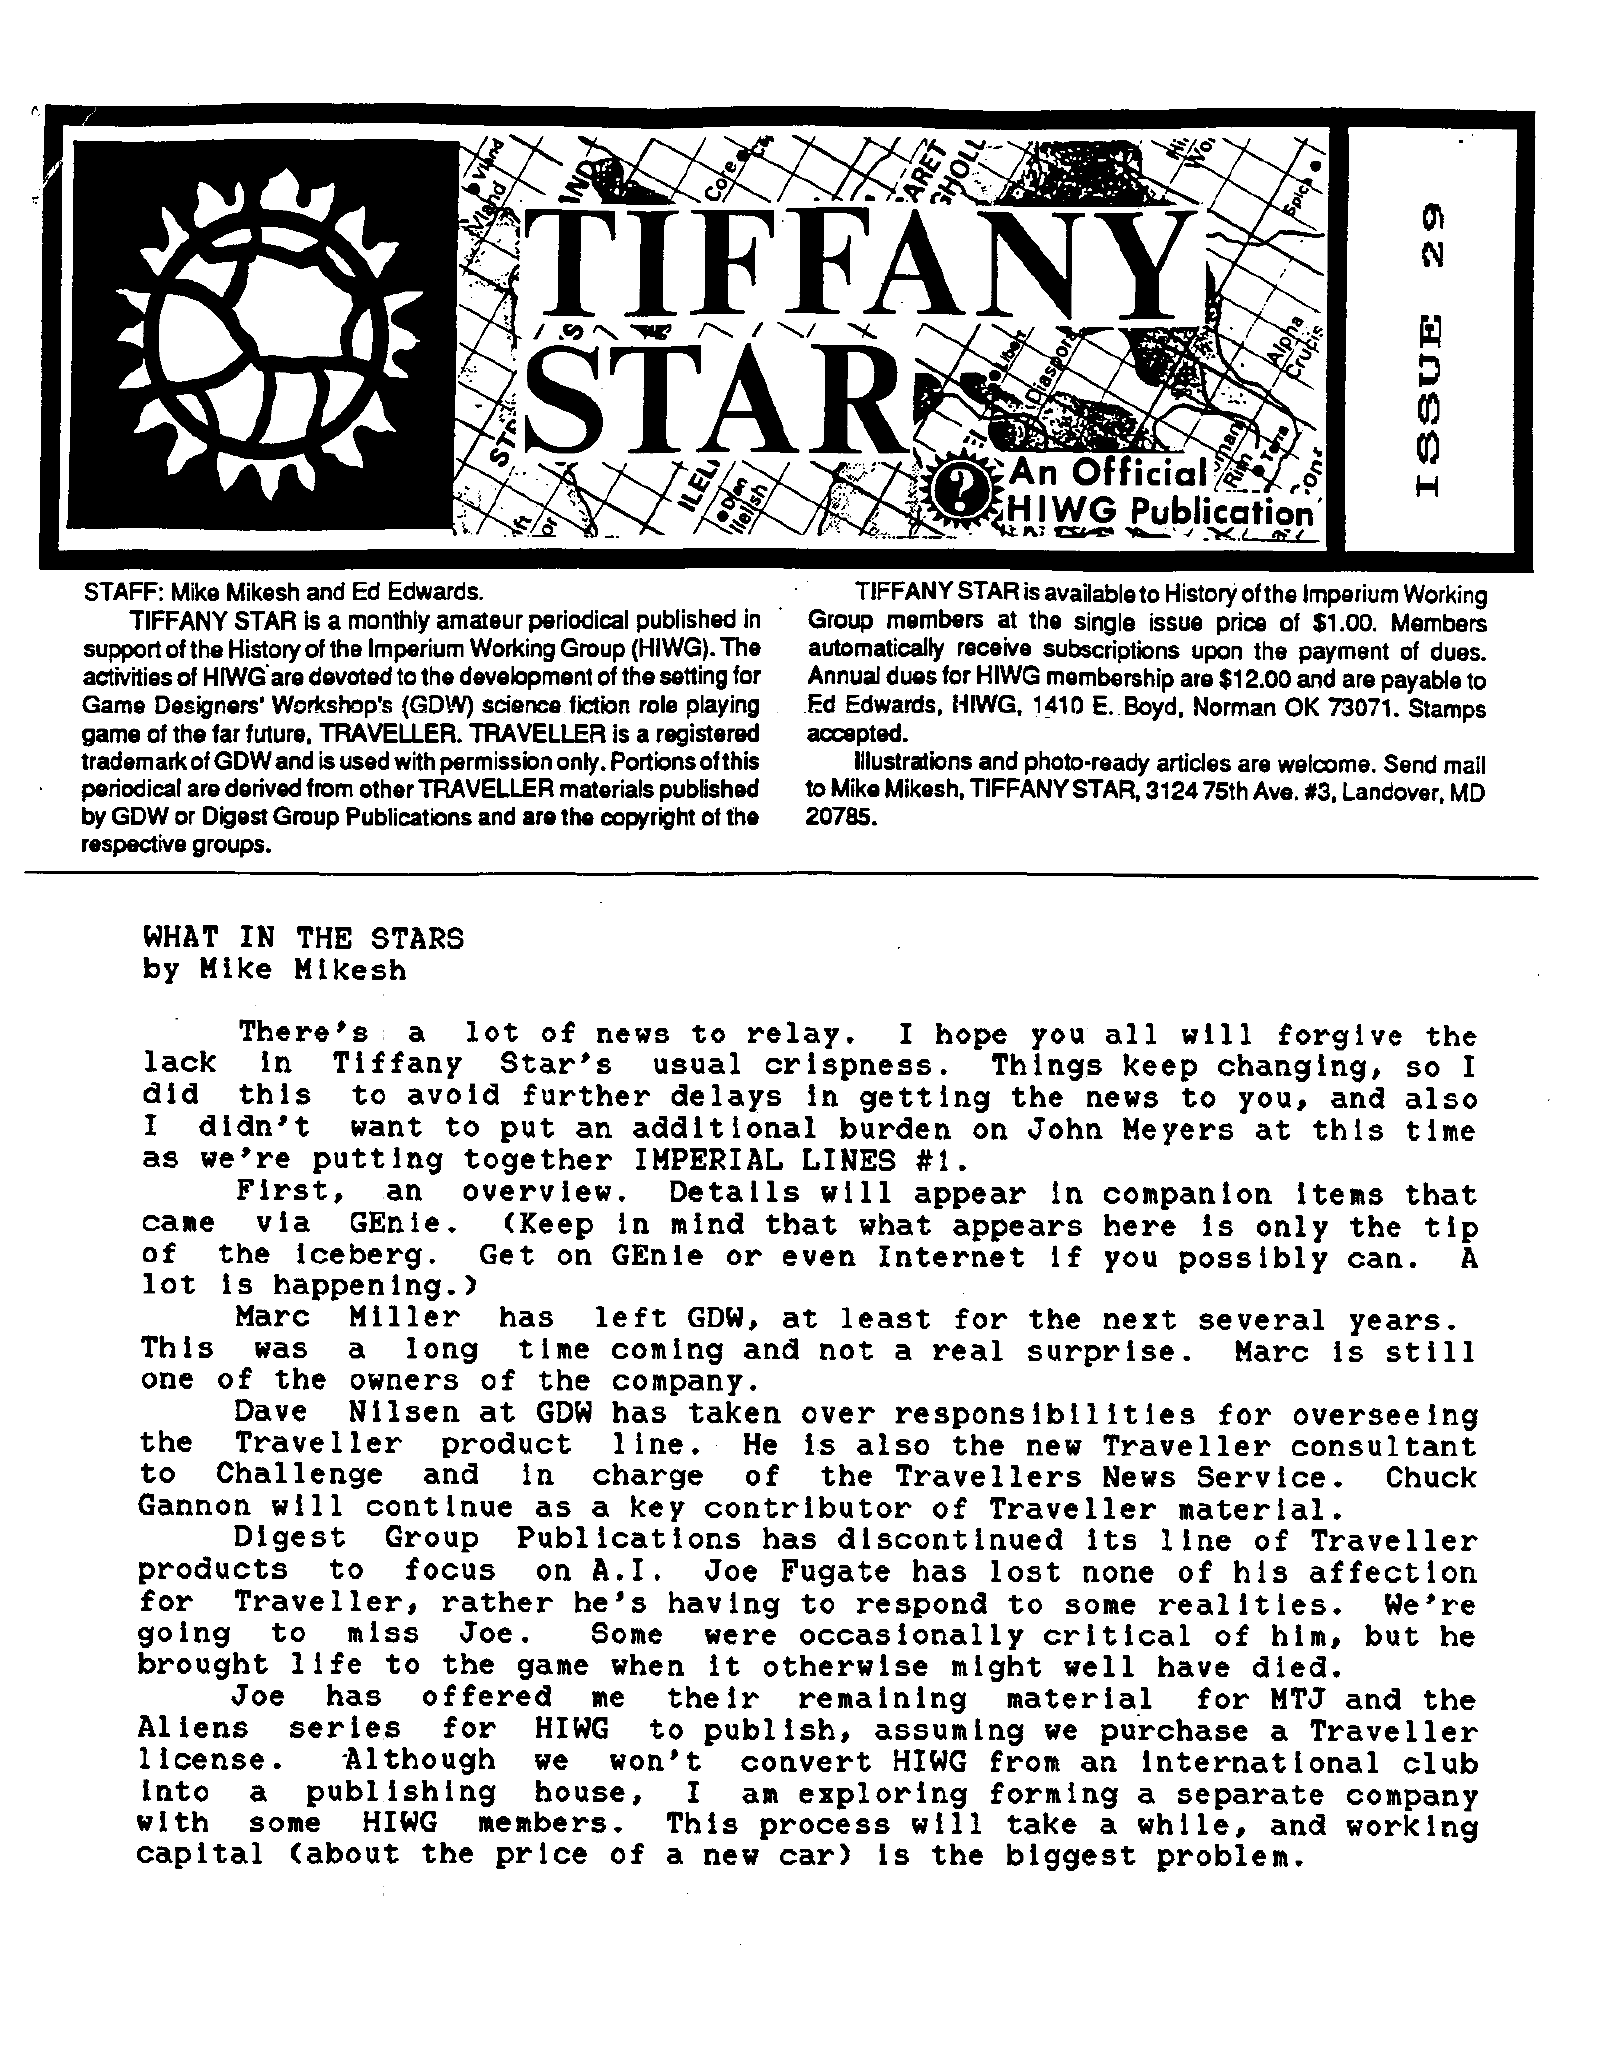 TIFFANY
STAR
An Official
HIWG Publication
ISSUE 29
Vland
Vland
Core
Spica
Alpha
Crucis
Diaspora
Terra
Rim
STAFF: Mike Mikesh and Ed Edwards.
TIFFANY STAR is a monthly amateur periodical published in
support of the History of the Imperium Working Group (HIWG). The
activities of HIWG are devoted to the development of the setting for
Game Designers' Workshop's (GDW) science fiction role playing
game of the far future, TRAVELLER. TRAVELLER is a registered
trademark of GDW and is used with permission only. Portions of this
periodical are derived from other TRAVELLER materials published
by GDW or Digest Group Publications and are the copyright of the
respective groups.
TIFFANY STAR is available to History of the Imperium Working
Group members at the single issue price of $1.00. Members
automatically receive subscriptions upon the payment of dues.
Annual dues for HIWG membership are $12.00 and are payable to
Ed Edwards, HIWG, 1410 E. Boyd, Norman OK 73071. Stamps
accepted.
Illustrations and photo-ready articles are welcome. Send mail
to Mike Mikesh, TIFFANY STAR, 3124 75th Ave. #3, Landover, MD
20785.
WHAT IN THE STARS
by Mike Mikesh
There's a lot of news to relay. I hope you all will forgive the
lack in Tiffany Star's usual crispness. Things keep changing, so I
did this to avoid further delays in getting the news to you, and also
I didn't want to put an additional burden on John Meyers at this time
as we're putting together IMPERIAL LINES #1.
First, an overview. Details will appear in companion items that
came via GEnie. (Keep in mind that what appears here is only the tip
of the iceberg. Get on GEnie or even Internet if you possibly can. A
lot is happening.)
Marc Miller has left GDW, at least for the next several years.
This was a long time coming and not a real surprise. Marc is still
one of the owners of the company.
Dave Nilsen at GDW has taken over responsibilities for overseeing
the Traveller product line. He is also the new Traveller consultant
to Challenge and in charge of the Travellers News Service. Chuck
Gannon will continue as a key contributor of Traveller material.
Digest Group Publications has discontinued its line of Traveller
products to focus on A.I. Joe Fugate has lost none of his affection
for Traveller, rather he's having to respond to some realities. We're
going to miss Joe. Some were occasionally critical of him, but he
brought life to the game when it otherwise might well have died.
Joe has offered me their remaining material for MTJ and the
Aliens series for HIWG to publish, assuming we purchase a Traveller
license. Although we won't convert HIWG from an international club
into a publishing house, I am exploring forming a separate company
with some HIWG members. This process will take a while, and working
capital (about the price of a new car) is the biggest problem.